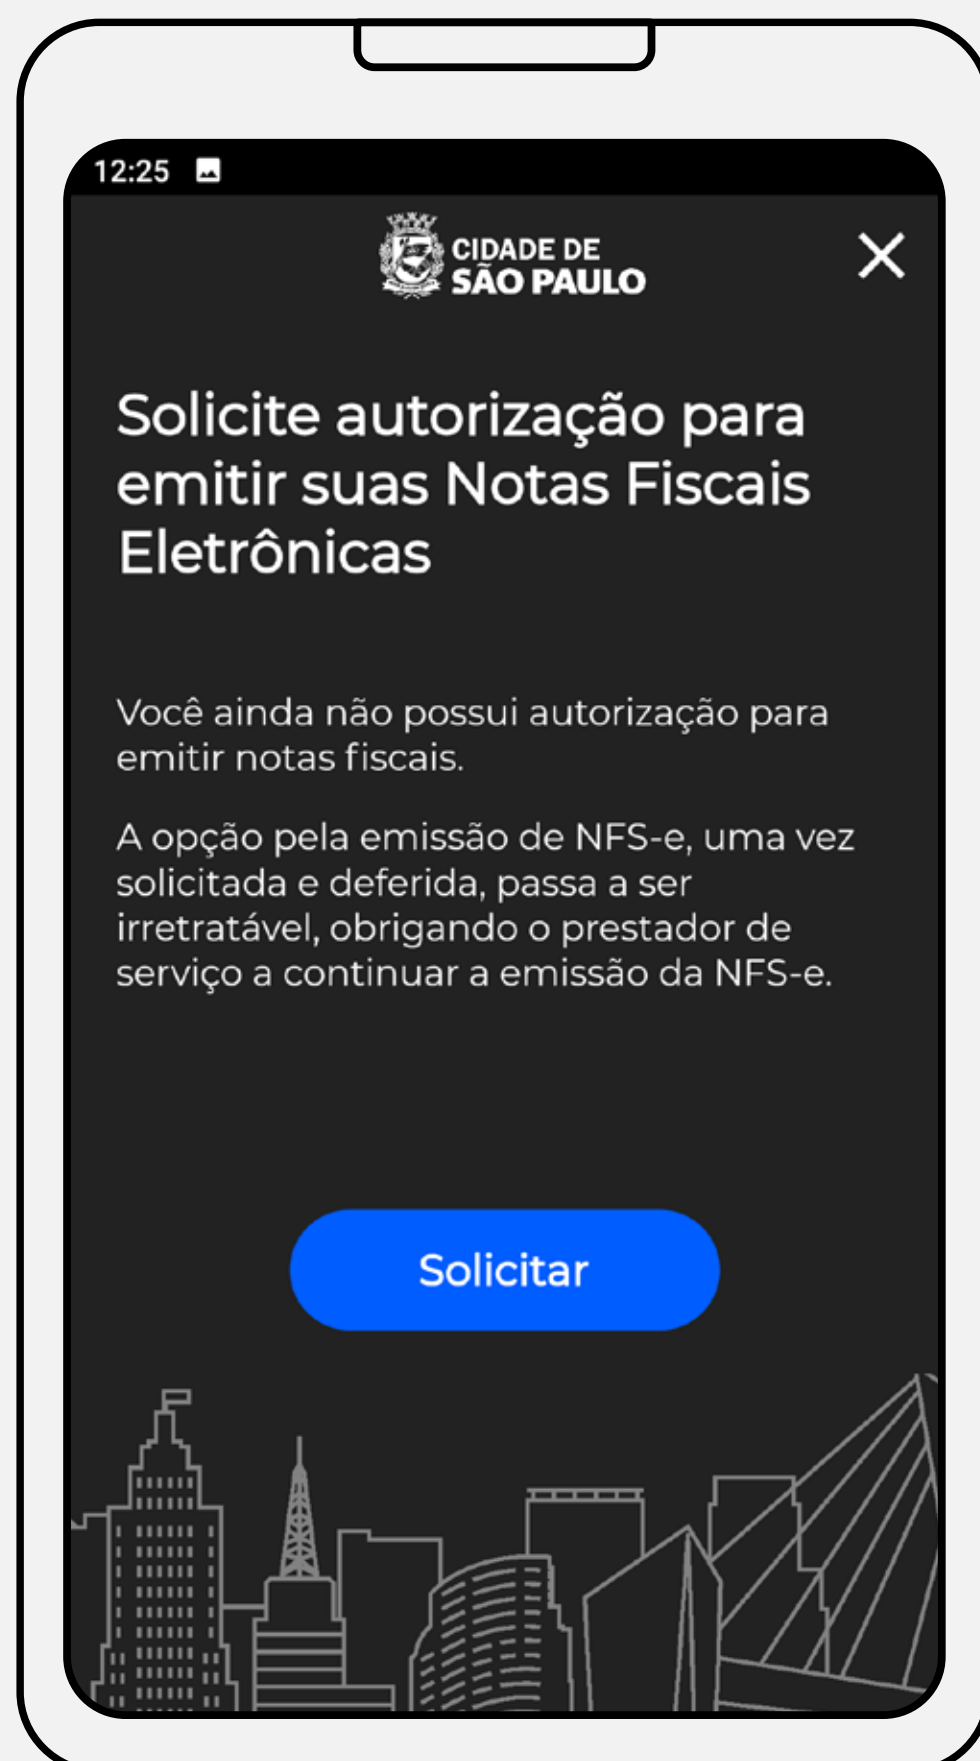 12:25
CIDADE DE
SÃO PAULO
Solicite autorização para
emitir suas Notas Fiscais
Eletrônicas
Você ainda não possui autorização para
emitir notas fiscais.
A opção pela emissão de NFS-e, uma vez
solicitada e deferida, passa a ser
irretratável, obrigando o prestador de
serviço a continuar a emissão da NFS-e.
Solicitar